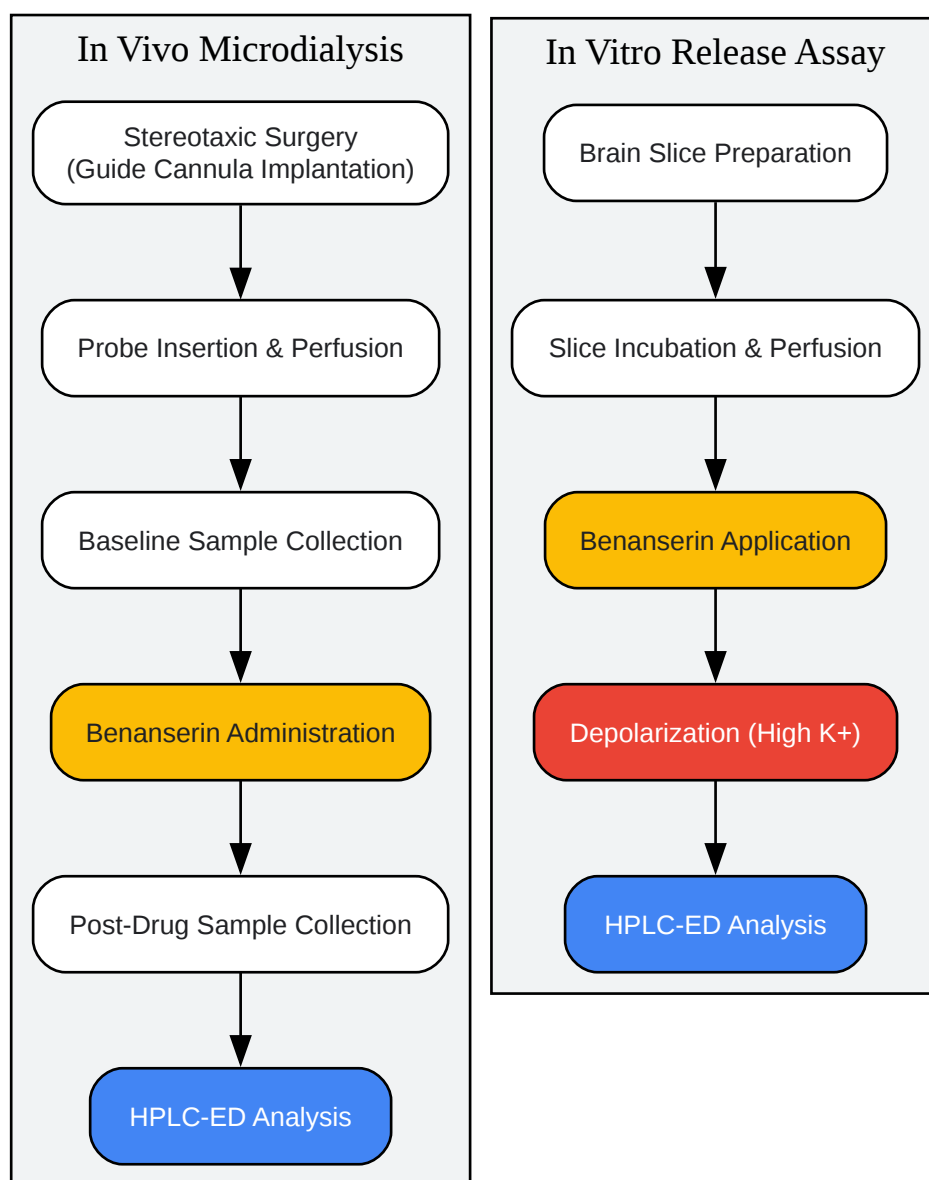 In Vivo Microdialysis
Stereotaxic Surgery
(Guide Cannula Implantation)
Probe Insertion & Perfusion
Baseline Sample Collection
Benanserin Administration
Post-Drug Sample Collection
HPLC-ED Analysis
In Vitro Release Assay
Brain Slice Preparation
Slice Incubation & Perfusion
Benanserin Application
Depolarization (High K+)
HPLC-ED Analysis